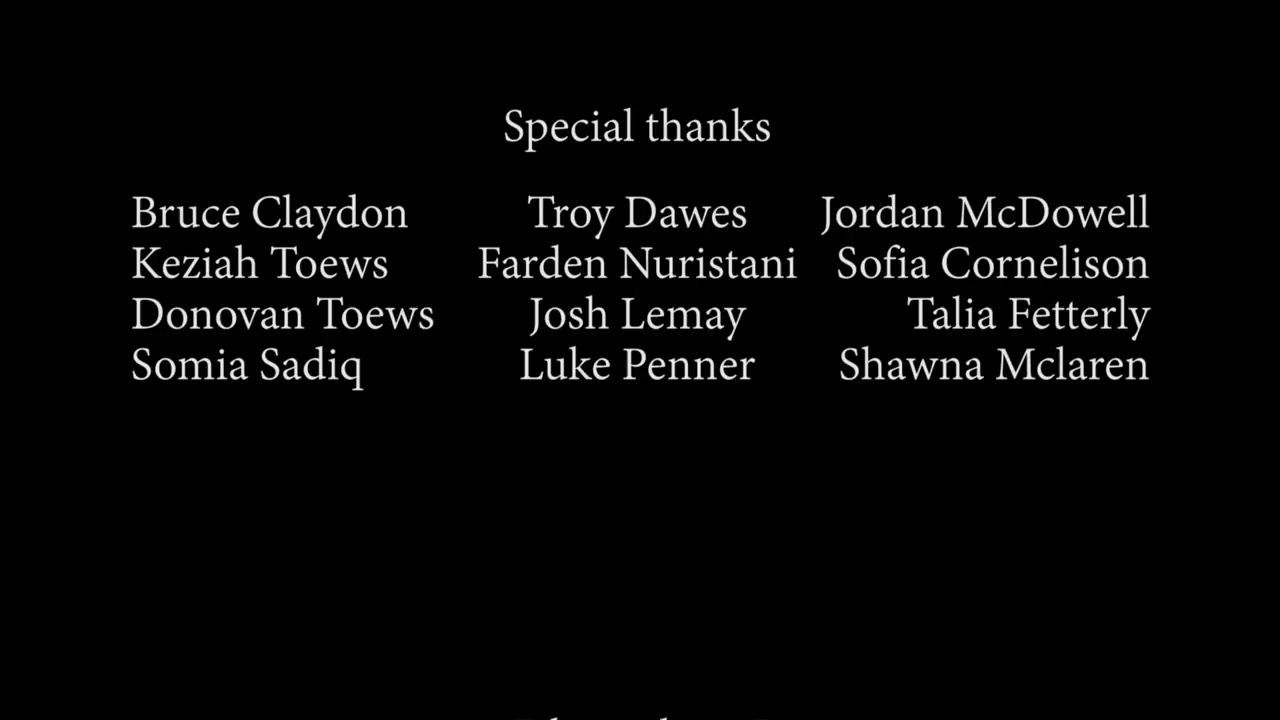 Special thanks
Bruce Claydon Troy Dawes Jordan McDowell
Keziah Toews Farden Nuristani Sofia Cornelison
Donovan Toews Josh Lemay Talia Fetterly
Somia Sadiq Luke Penner Shawna Mclaren